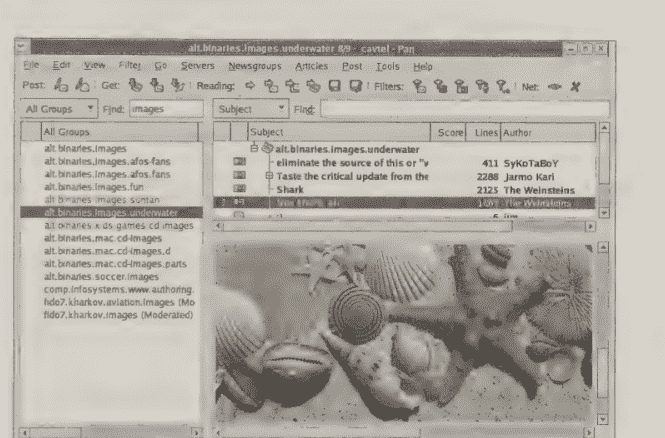 alt.binaries.images.underwater 8/9 - cavtel - Pan
File Edit View Filter Go Servers Newsgroups Articles Post Tools Help
Post: Get: Reading: Filters: Net:
All Groups Find: images Subject Find:
All Groups
alt.binaries.images
alt.binaries.images.afos-fans
alt.binaries.images.afos.fans
alt.binaries.images.fun
alt.binaries.images.suntan
alt.binaries.images.underwater
alt.binaries.x.ds.games.cd.images
alt.binaries.mac.cd-images
alt.binaries.mac.cd-images.d
alt.binaries.mac.cd-images.parts
alt.binaries.soccer.images
comp.infosystems.www.authoring.
fido7.kharkov.aviation.images (Mo
fido7.kharkov.images (Moderated)
Subject Score Lines Author
alt.binaries.images.underwater
eliminate the source of this or "v 411 SyKoTaBoY
Taste the critical update from the 2288 Jarmo Kari
Shark 2125 The Weinsteins
The Weinsteins